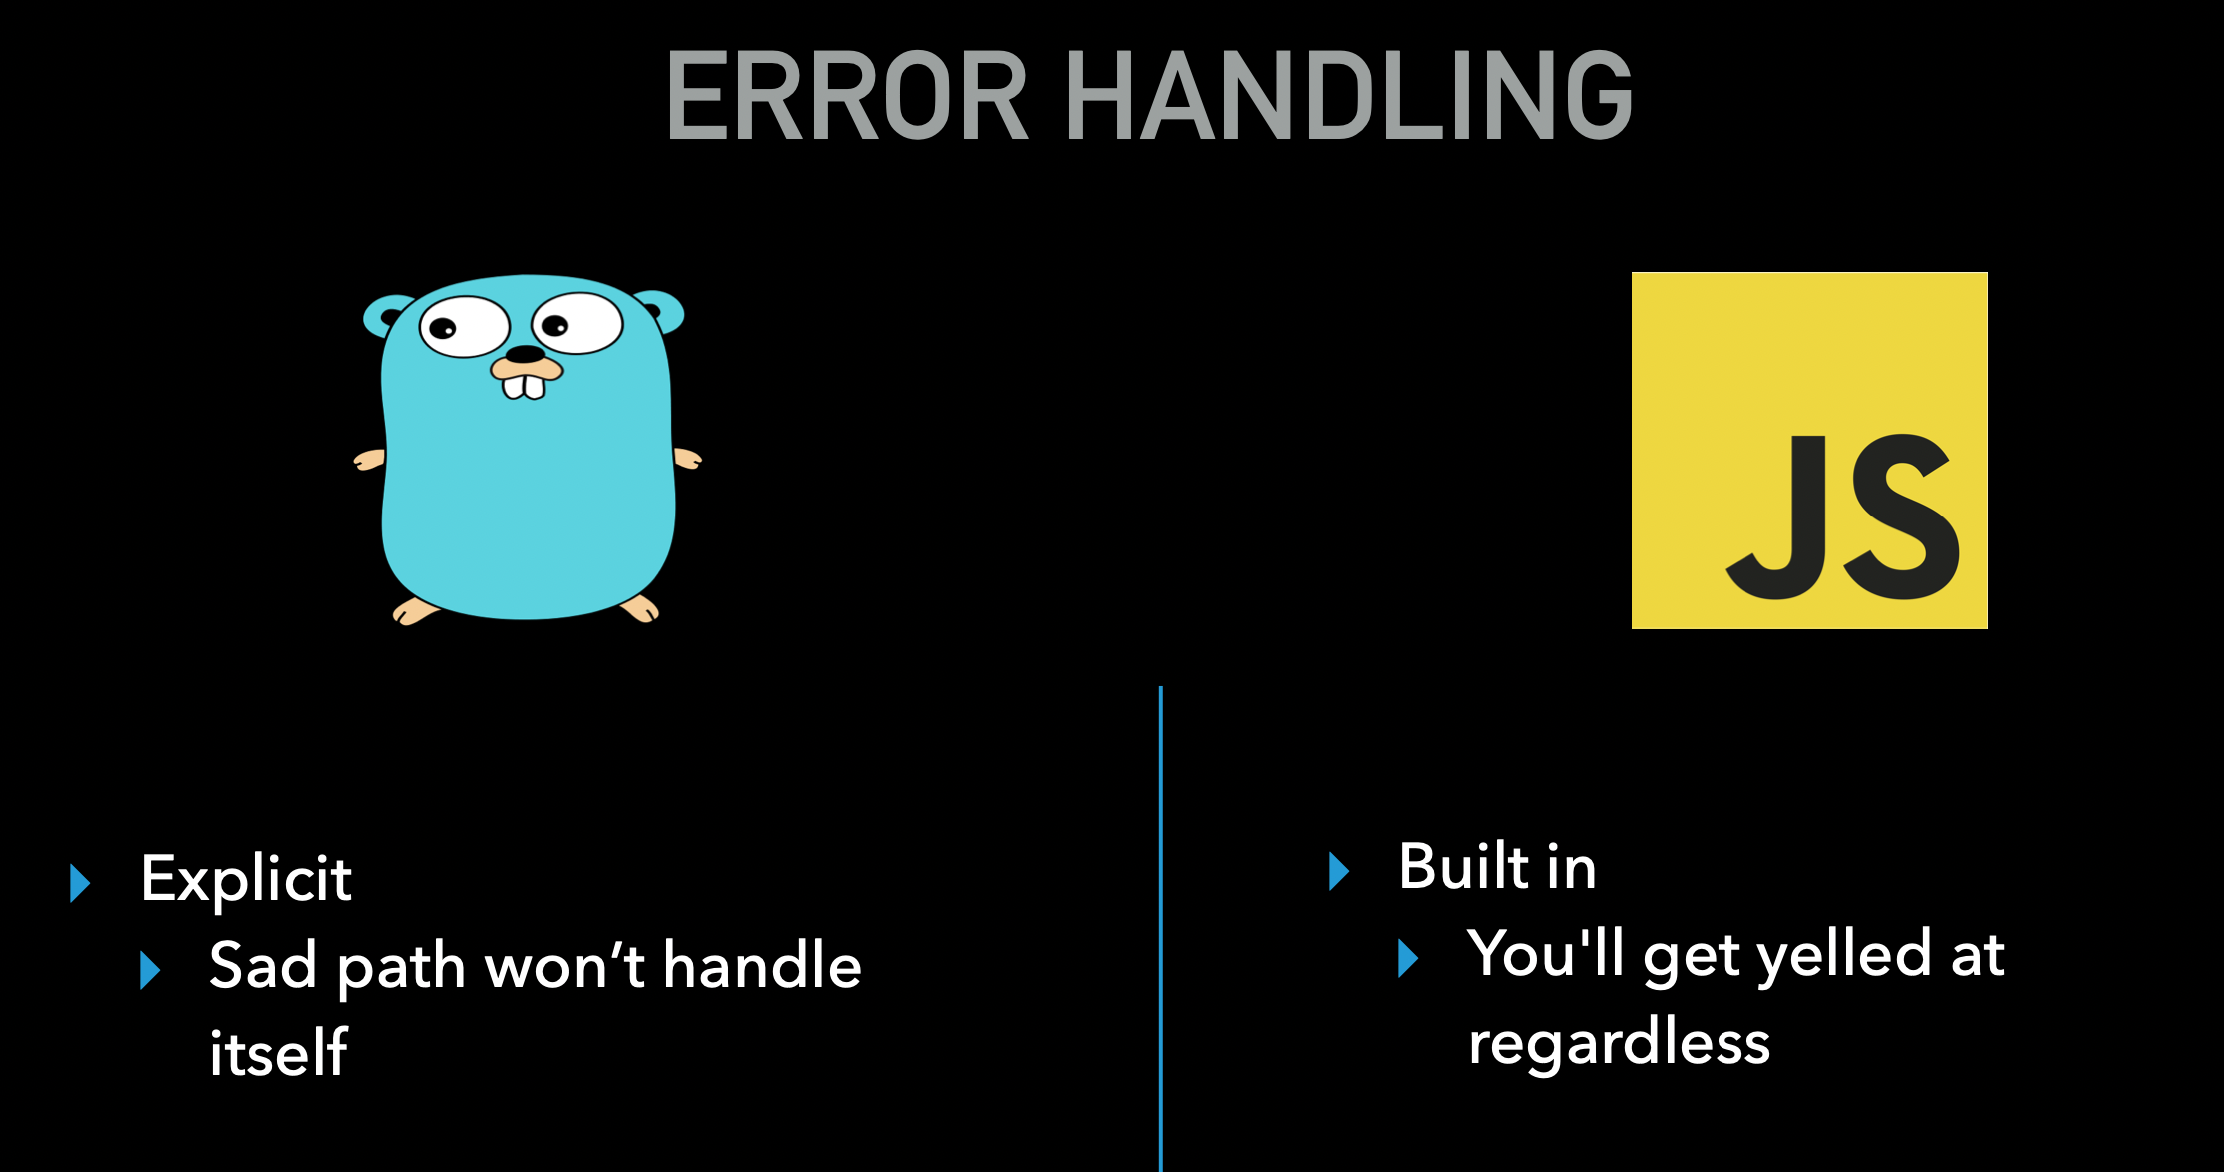 ERROR HANDLING
JS
Explicit
Sad path won’t handle
itself
Built in
You'll get yelled at
regardless